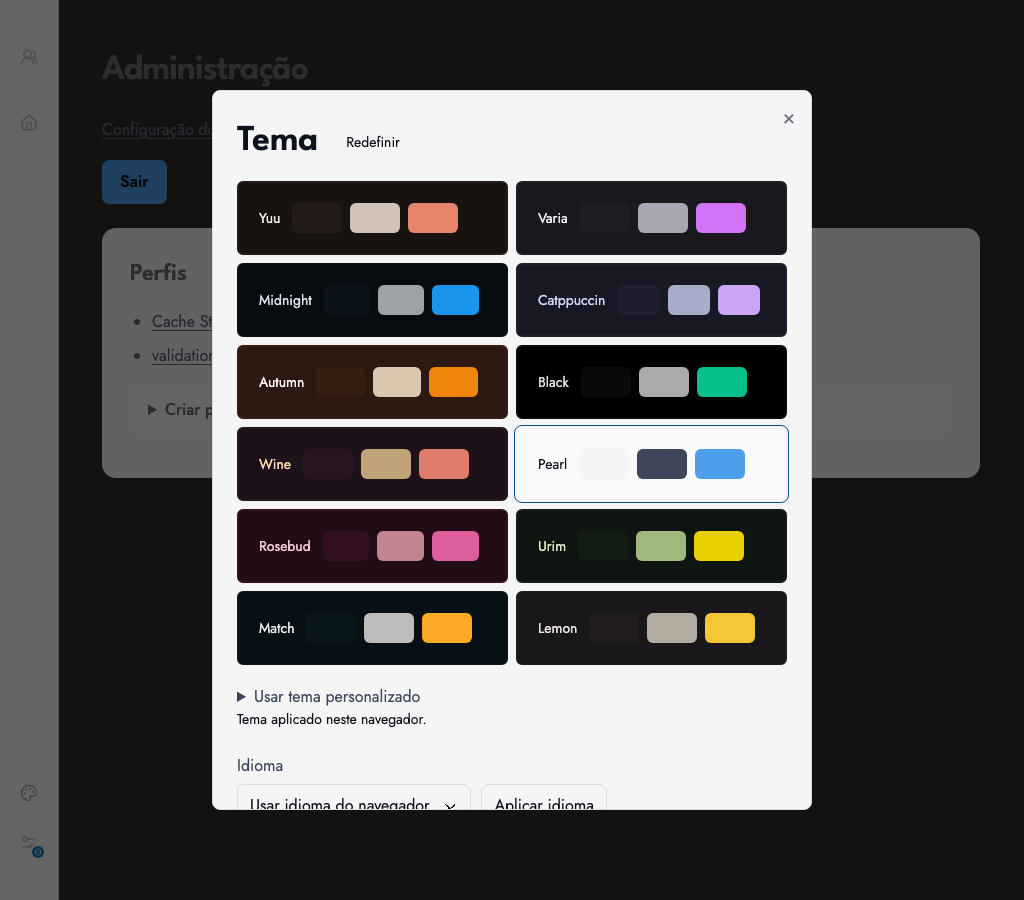 Administração
Configuração do
Sair
Perfis
Cache St
validation
Criar p
Tema
Redefinir
Yuu
Varia
Midnight
Catppuccin
Autumn
Black
Wine
Pearl
Rosebud
Urim
Match
Lemon
Usar tema personalizado
Tema aplicado neste navegador.
Idioma
Usar idioma do navegador
Aplicar idioma